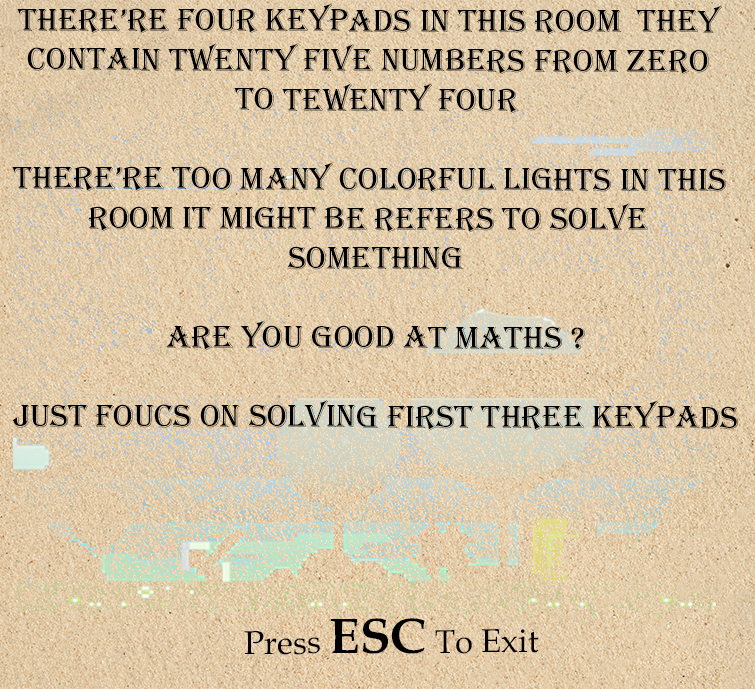 THERE'RE FOUR KEYPADS IN THIS ROOM THEY
CONTAIN TWENTY FIVE NUMBERS FROM ZERO
TO TEWENTY FOUR
THERE'RE TOO MANY COLORFUL LIGHTS IN THIS
ROOM IT MIGHT BE REFERS TO SOLVE
SOMETHING
ARE YOU GOOD AT MATHS ?
JUST FOUCS ON SOLVING FIRST THREE KEYPADS
Press ESC To Exit